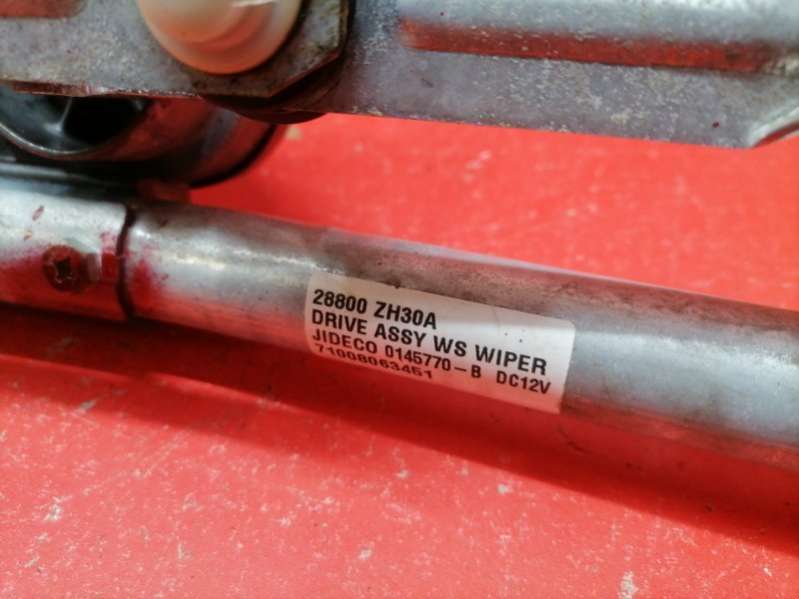 28800 ZH30A
DRIVE ASSY WS WIPER
JIDECO 0145770-B DC12V
71008063451